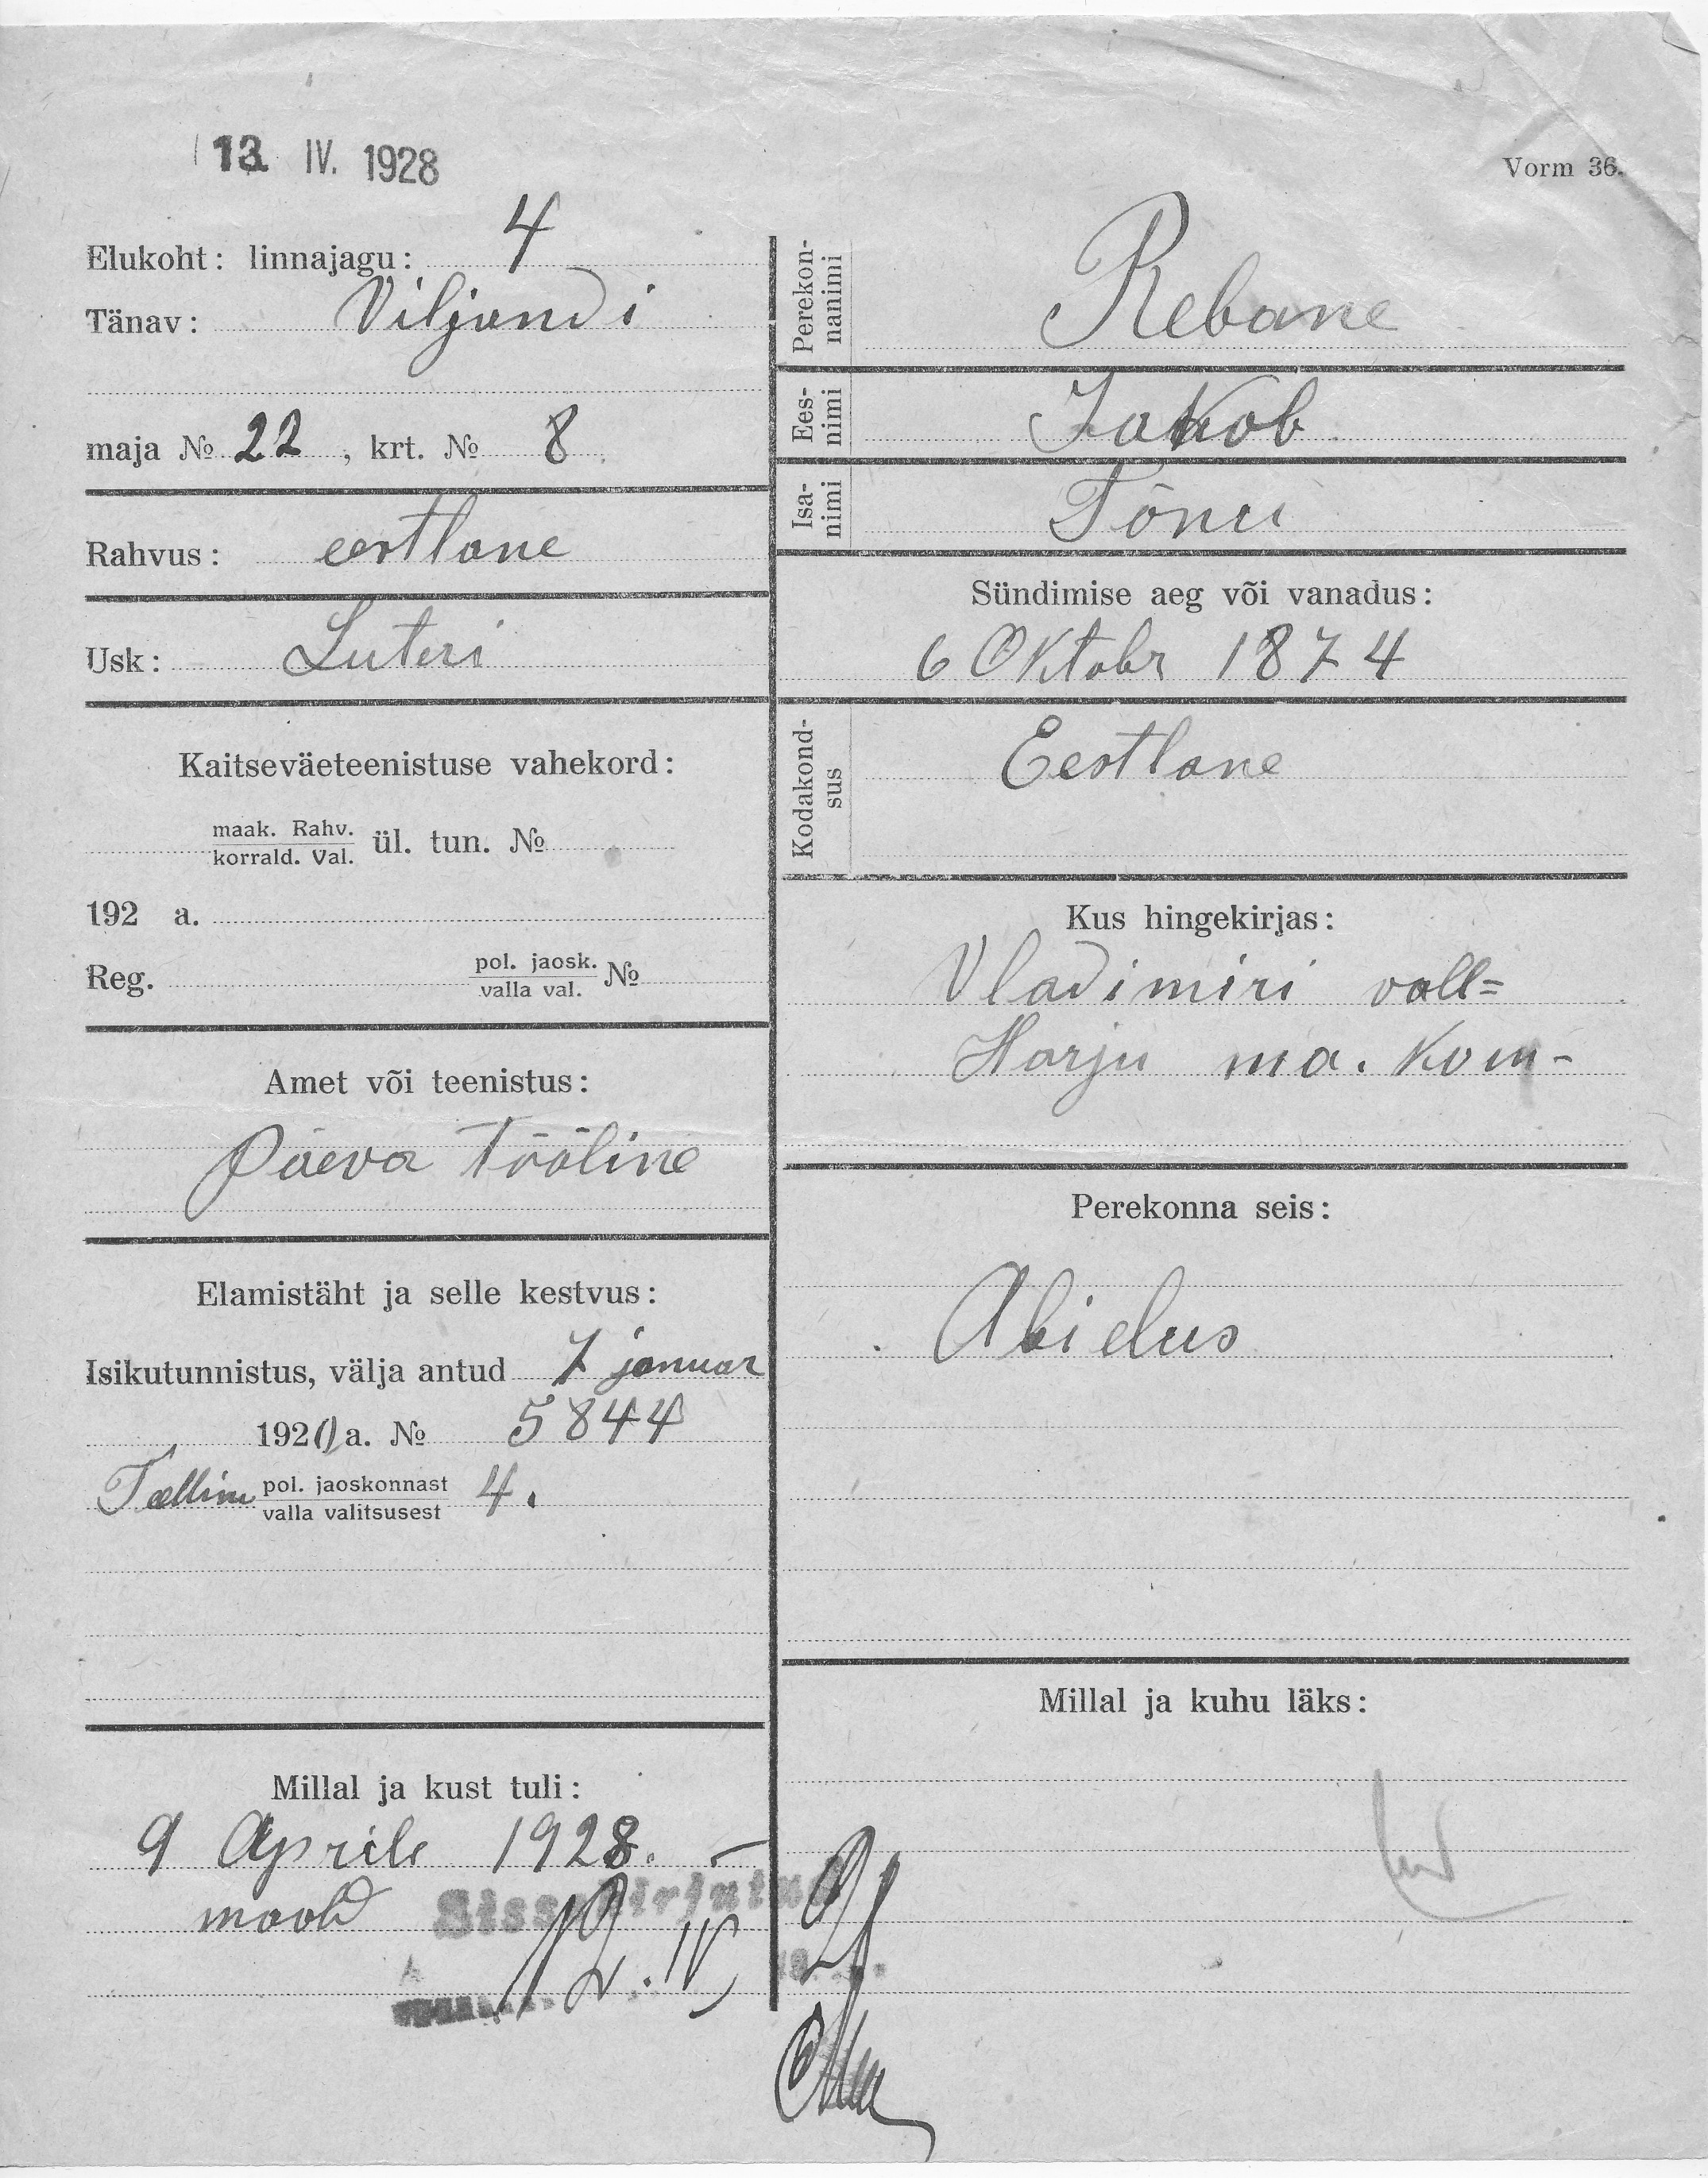 13. IV. 1928
Vorm 36.
Elukoht: linnajagu: 4
Tänav: Viljandi
maja № 22, krt. № 8
Rahvus: eestlane
Usk: Luteri
Kaitseväeteenistuse vahekord:
maak. Rahv.
korrald. Val. ül. tun. №
192 a.
Reg. pol. jaosk. №
valla val.
Amet või teenistus:
Päeva Tööline
Elamistäht ja selle kestvus:
Isikutunnistus, välja antud 7 januar
1920 a. № 5844
Tallinn pol. jaoskonnast 4.
valla valitsusest
Millal ja kust tuli:
9 Aprile 1928.
maalt
Sissekirjutud
12. IV
Perekonnanimi
Rebane
Eesnimi
Jakob
Isanimi
Tõnu
Sündimise aeg või vanadus:
6 Oktobr 1874
Kodakondsus
Eestlane
Kus hingekirjas:
Vladimiri vall=
Harju ma. kom-
Perekonna seis:
Abielus
Millal ja kuhu läks: